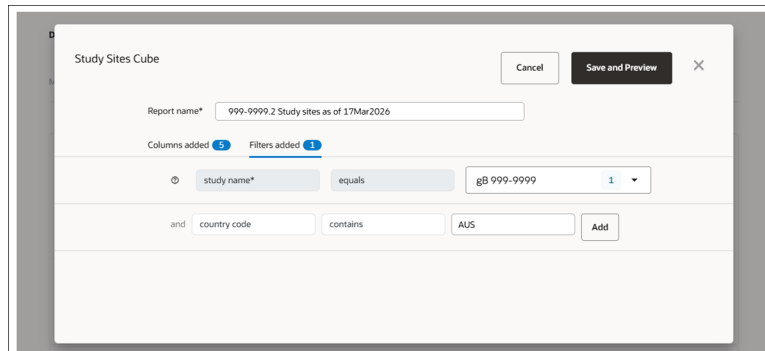 D
Study Sites Cube
Cancel
Save and Preview
M
Report name* 999-9999.2 Study sites as of 17Mar2026
Columns added 5 Filters added 1
study name* equals gB 999-9999 1
and country code contains AUS Add